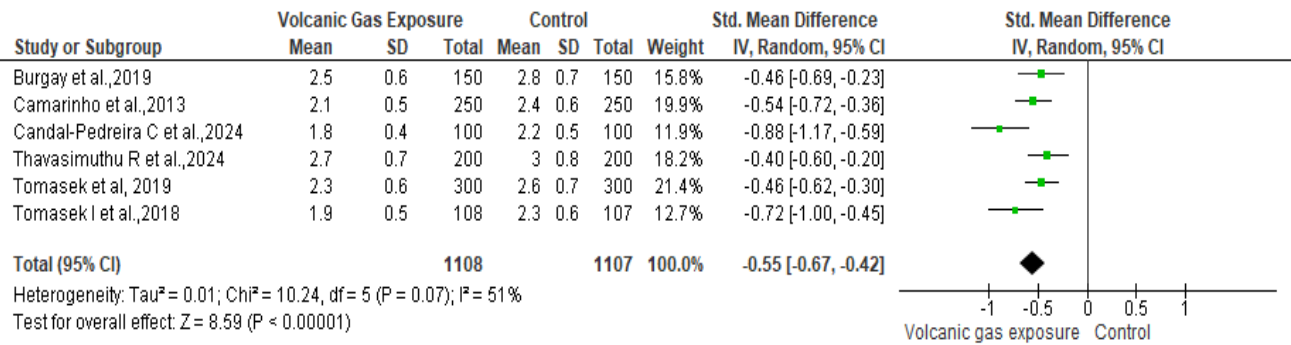 Volcanic Gas Exposure Control Std. Mean Difference Std. Mean Difference
Study or Subgroup Mean SD Total Mean SD Total Weight IV, Random, 95% CI IV, Random, 95% CI
Burgay et al.,2019 2.5 0.6 150 2.8 0.7 150 15.8% -0.46 [-0.69, -0.23]
Camarinho et al.,2013 2.1 0.5 250 2.4 0.6 250 19.9% -0.54 [-0.72, -0.36]
Candal-Pedreira C et al.,2024 1.8 0.4 100 2.2 0.5 100 11.9% -0.88 [-1.17, -0.59]
Thavasimuthu R et al.,2024 2.7 0.7 200 3 0.8 200 18.2% -0.40 [-0.60, -0.20]
Tomasek et al, 2019 2.3 0.6 300 2.6 0.7 300 21.4% -0.46 [-0.62, -0.30]
Tomasek I et al.,2018 1.9 0.5 108 2.3 0.6 107 12.7% -0.72 [-1.00, -0.45]
Total (95% CI) 1108 1107 100.0% -0.55 [-0.67, -0.42]
Heterogeneity: Tau² = 0.01; Chi² = 10.24, df = 5 (P = 0.07); I² = 51%
Test for overall effect: Z = 8.59 (P < 0.00001)
-1 -0.5 0 0.5 1
Volcanic gas exposure Control